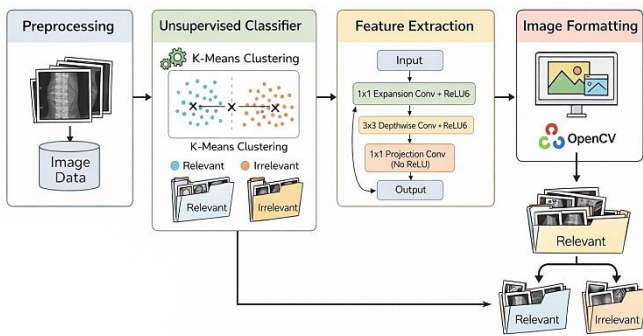 Preprocessing
Image
Data
Unsupervised Classifier
K-Means Clustering
K-Means Clustering
Relevant
Irrelevant
Relevant
Irrelevant
Feature Extraction
Input
1x1 Expansion Conv + ReLU6
3x3 Depthwise Conv + ReLU6
1x1 Projection Conv
(No ReLU)
Output
Image Formatting
OpenCV
Relevant
Relevant
Irrelevant